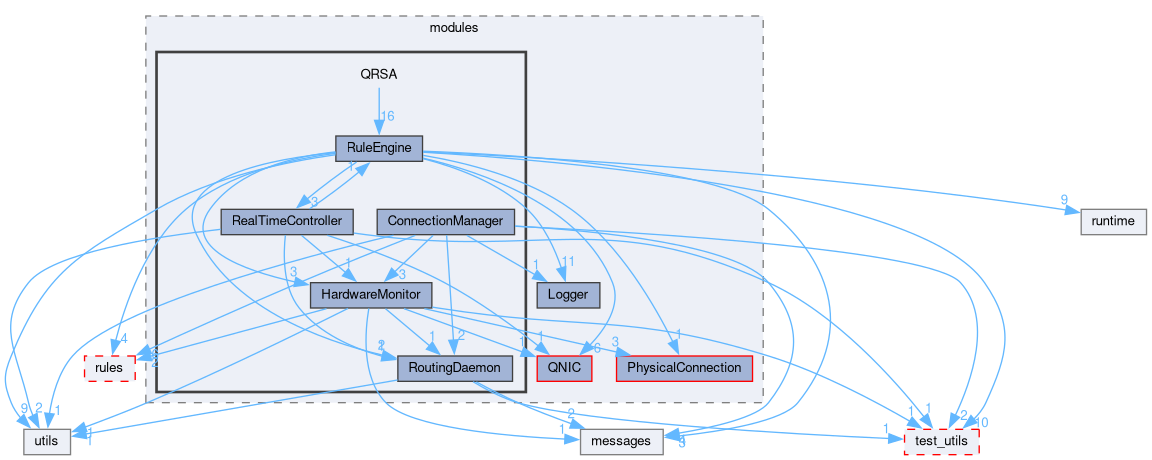 modules
QRSA
16
RuleEngine
1
3
9
RealTimeController
ConnectionManager
runtime
3
1
3
1
11
HardwareMonitor
Logger
4
1
2
1
3
1
rules
2
1
6
RoutingDaemon
QNIC
PhysicalConnection
9
2
1
2
1
1
2
10
utils
1
1
messages
3
1
test_utils